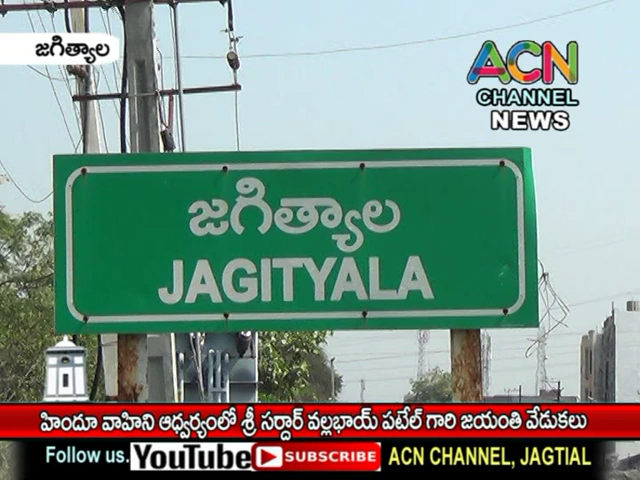 జగిత్యాల
ACN
CHANNEL
NEWS
జగిత్యాల
JAGITYALA
హిందూ వాహిని ఆధ్వర్యంలో శ్రీ సర్దార్ వల్లభాయ్ పటేల్ గారి జయంతి వేడుకలు
Follow us. YouTube SUBSCRIBE ACN CHANNEL, JAGTIAL